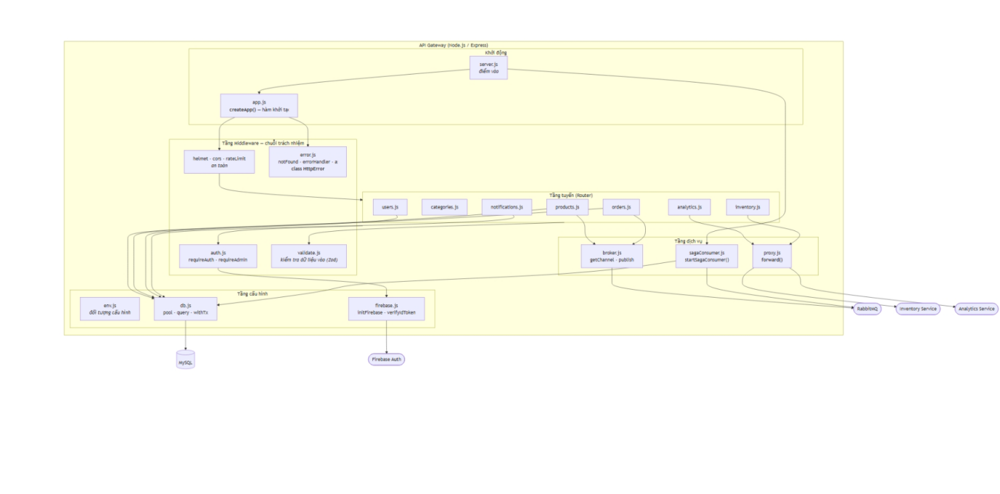 API Gateway (Node.js / Express)
Khởi động
server.js
điểm vào
app.js
createApp() — hàm khởi tạ
Tầng Middleware — chuỗi trách nhiệm
helmet · cors · rateLimit
an toàn
error.js
notFound · errorHandler · a
class HttpError
Tầng tuyến (Router)
users.js
categories.js
notifications.js
products.js
orders.js
analytics.js
inventory.js
auth.js
requireAuth · requireAdmin
validate.js
kiểm tra dữ liệu vào (Zod)
Tầng dịch vụ
broker.js
getChannel · publish
sagaConsumer.js
startSagaConsumer()
proxy.js
forward()
Tầng cấu hình
env.js
đối tượng cấu hình
db.js
pool · query · withTx
firebase.js
initFirebase · verifyIdToken
RabbitMQ
Inventory Service
Analytics Service
MySQL
Firebase Auth